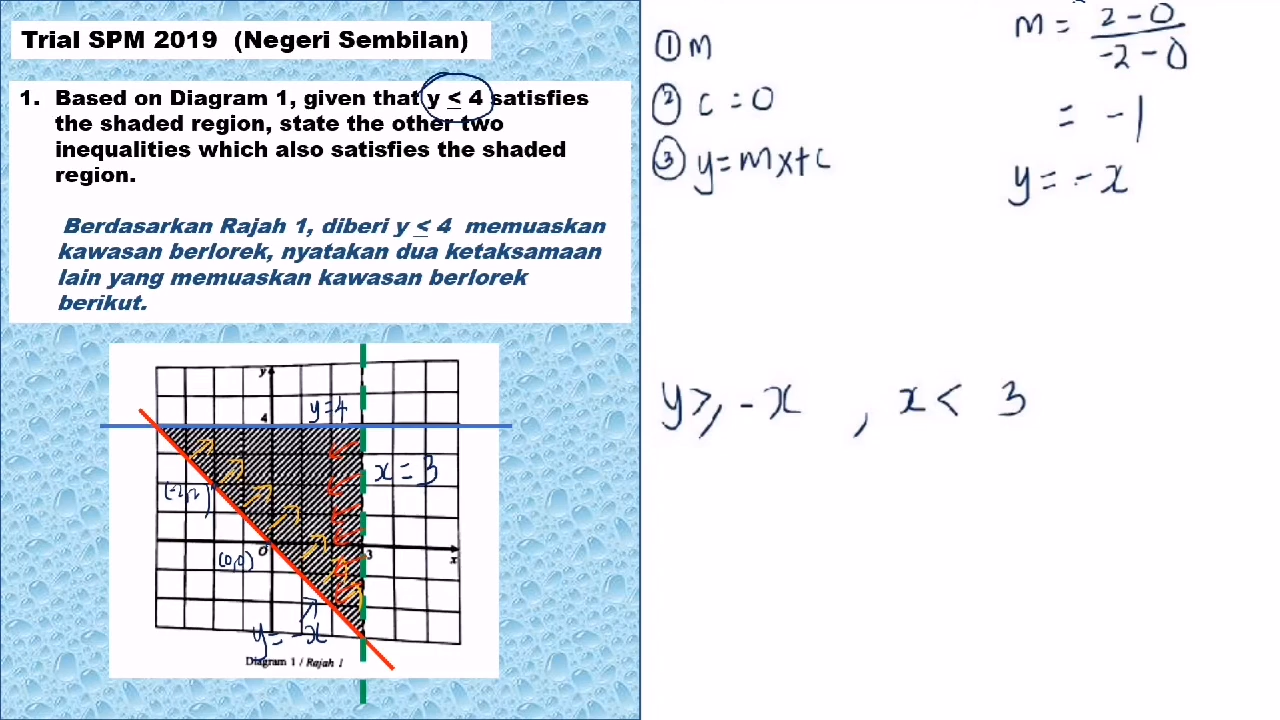 Trial SPM 2019 (Negeri Sembilan)
1. Based on Diagram 1, given that y ≤ 4 satisfies
the shaded region, state the other two
inequalities which also satisfies the shaded
region.
Berdasarkan Rajah 1, diberi y ≤ 4 memuaskan
kawasan berlorek, nyatakan dua ketaksamaan
lain yang memuaskan kawasan berlorek
berikut.
y
4
y=4
x = 3
(-2,2)
0
(0,0)
3
x
y = -x
Diagram 1 / Rajah 1
① m
② c = 0
③ y = mx+c
m = 2-0 / -2-0
= -1
y = -x
y ≥ -x , x < 3